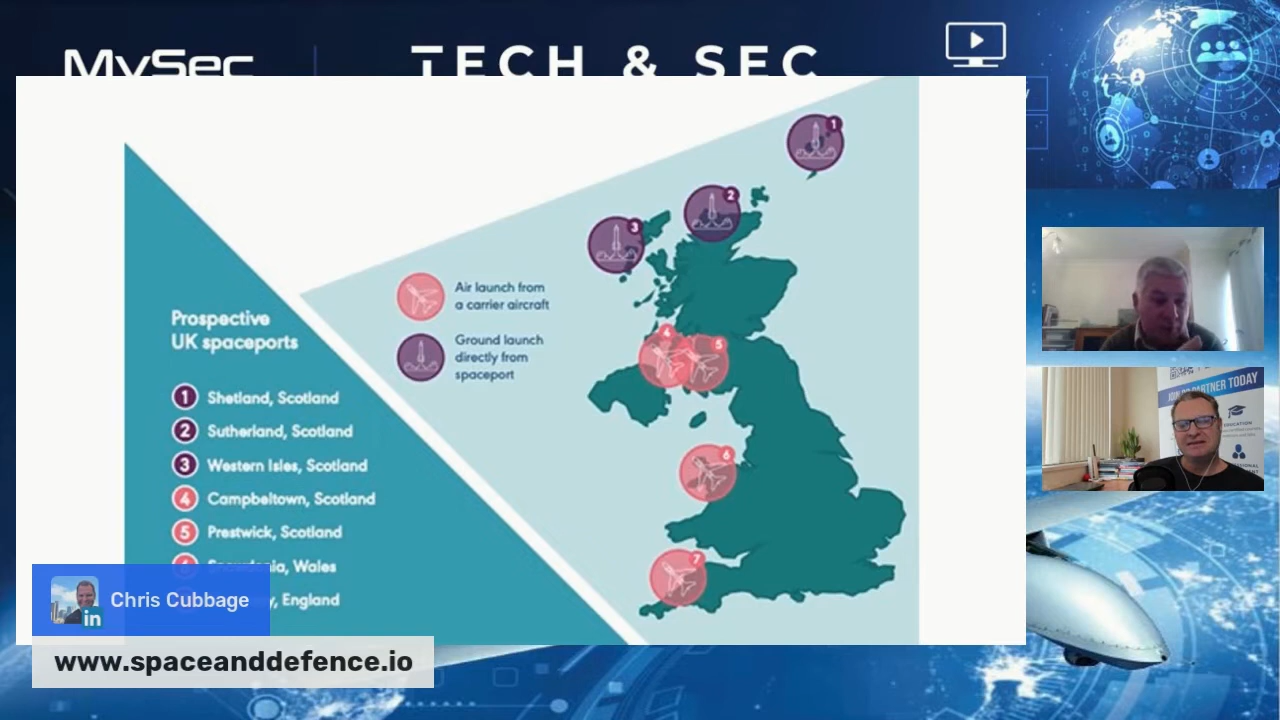 MySec
TECH & SEC
1
2
3
Air launch from
a carrier aircraft
Ground launch
directly from
spaceport
Prospective
UK spaceports
1 Shetland, Scotland
2 Sutherland, Scotland
3 Western Isles, Scotland
4 Campbeltown, Scotland
5 Prestwick, Scotland
Wales
England
4
5
6
7
JOIN PARTNER TODAY
EDUCATION
Chris Cubbage
in
www.spaceanddefence.io